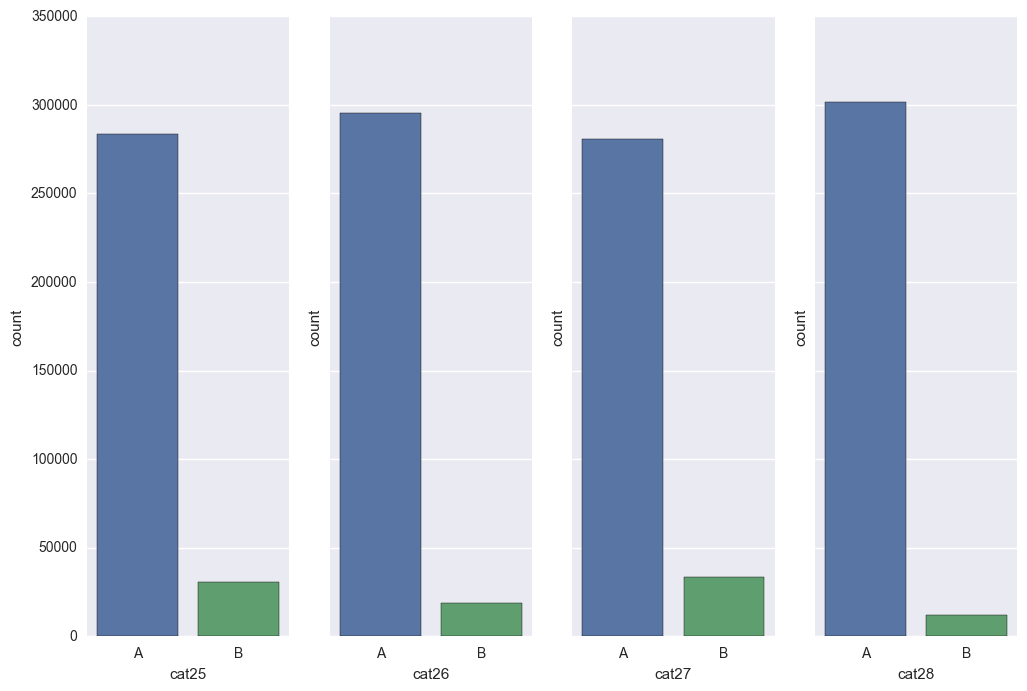 350000
300000
250000
200000
150000
100000
50000
0
count
count
count
count
A B
A B
A B
A B
cat25
cat26
cat27
cat28